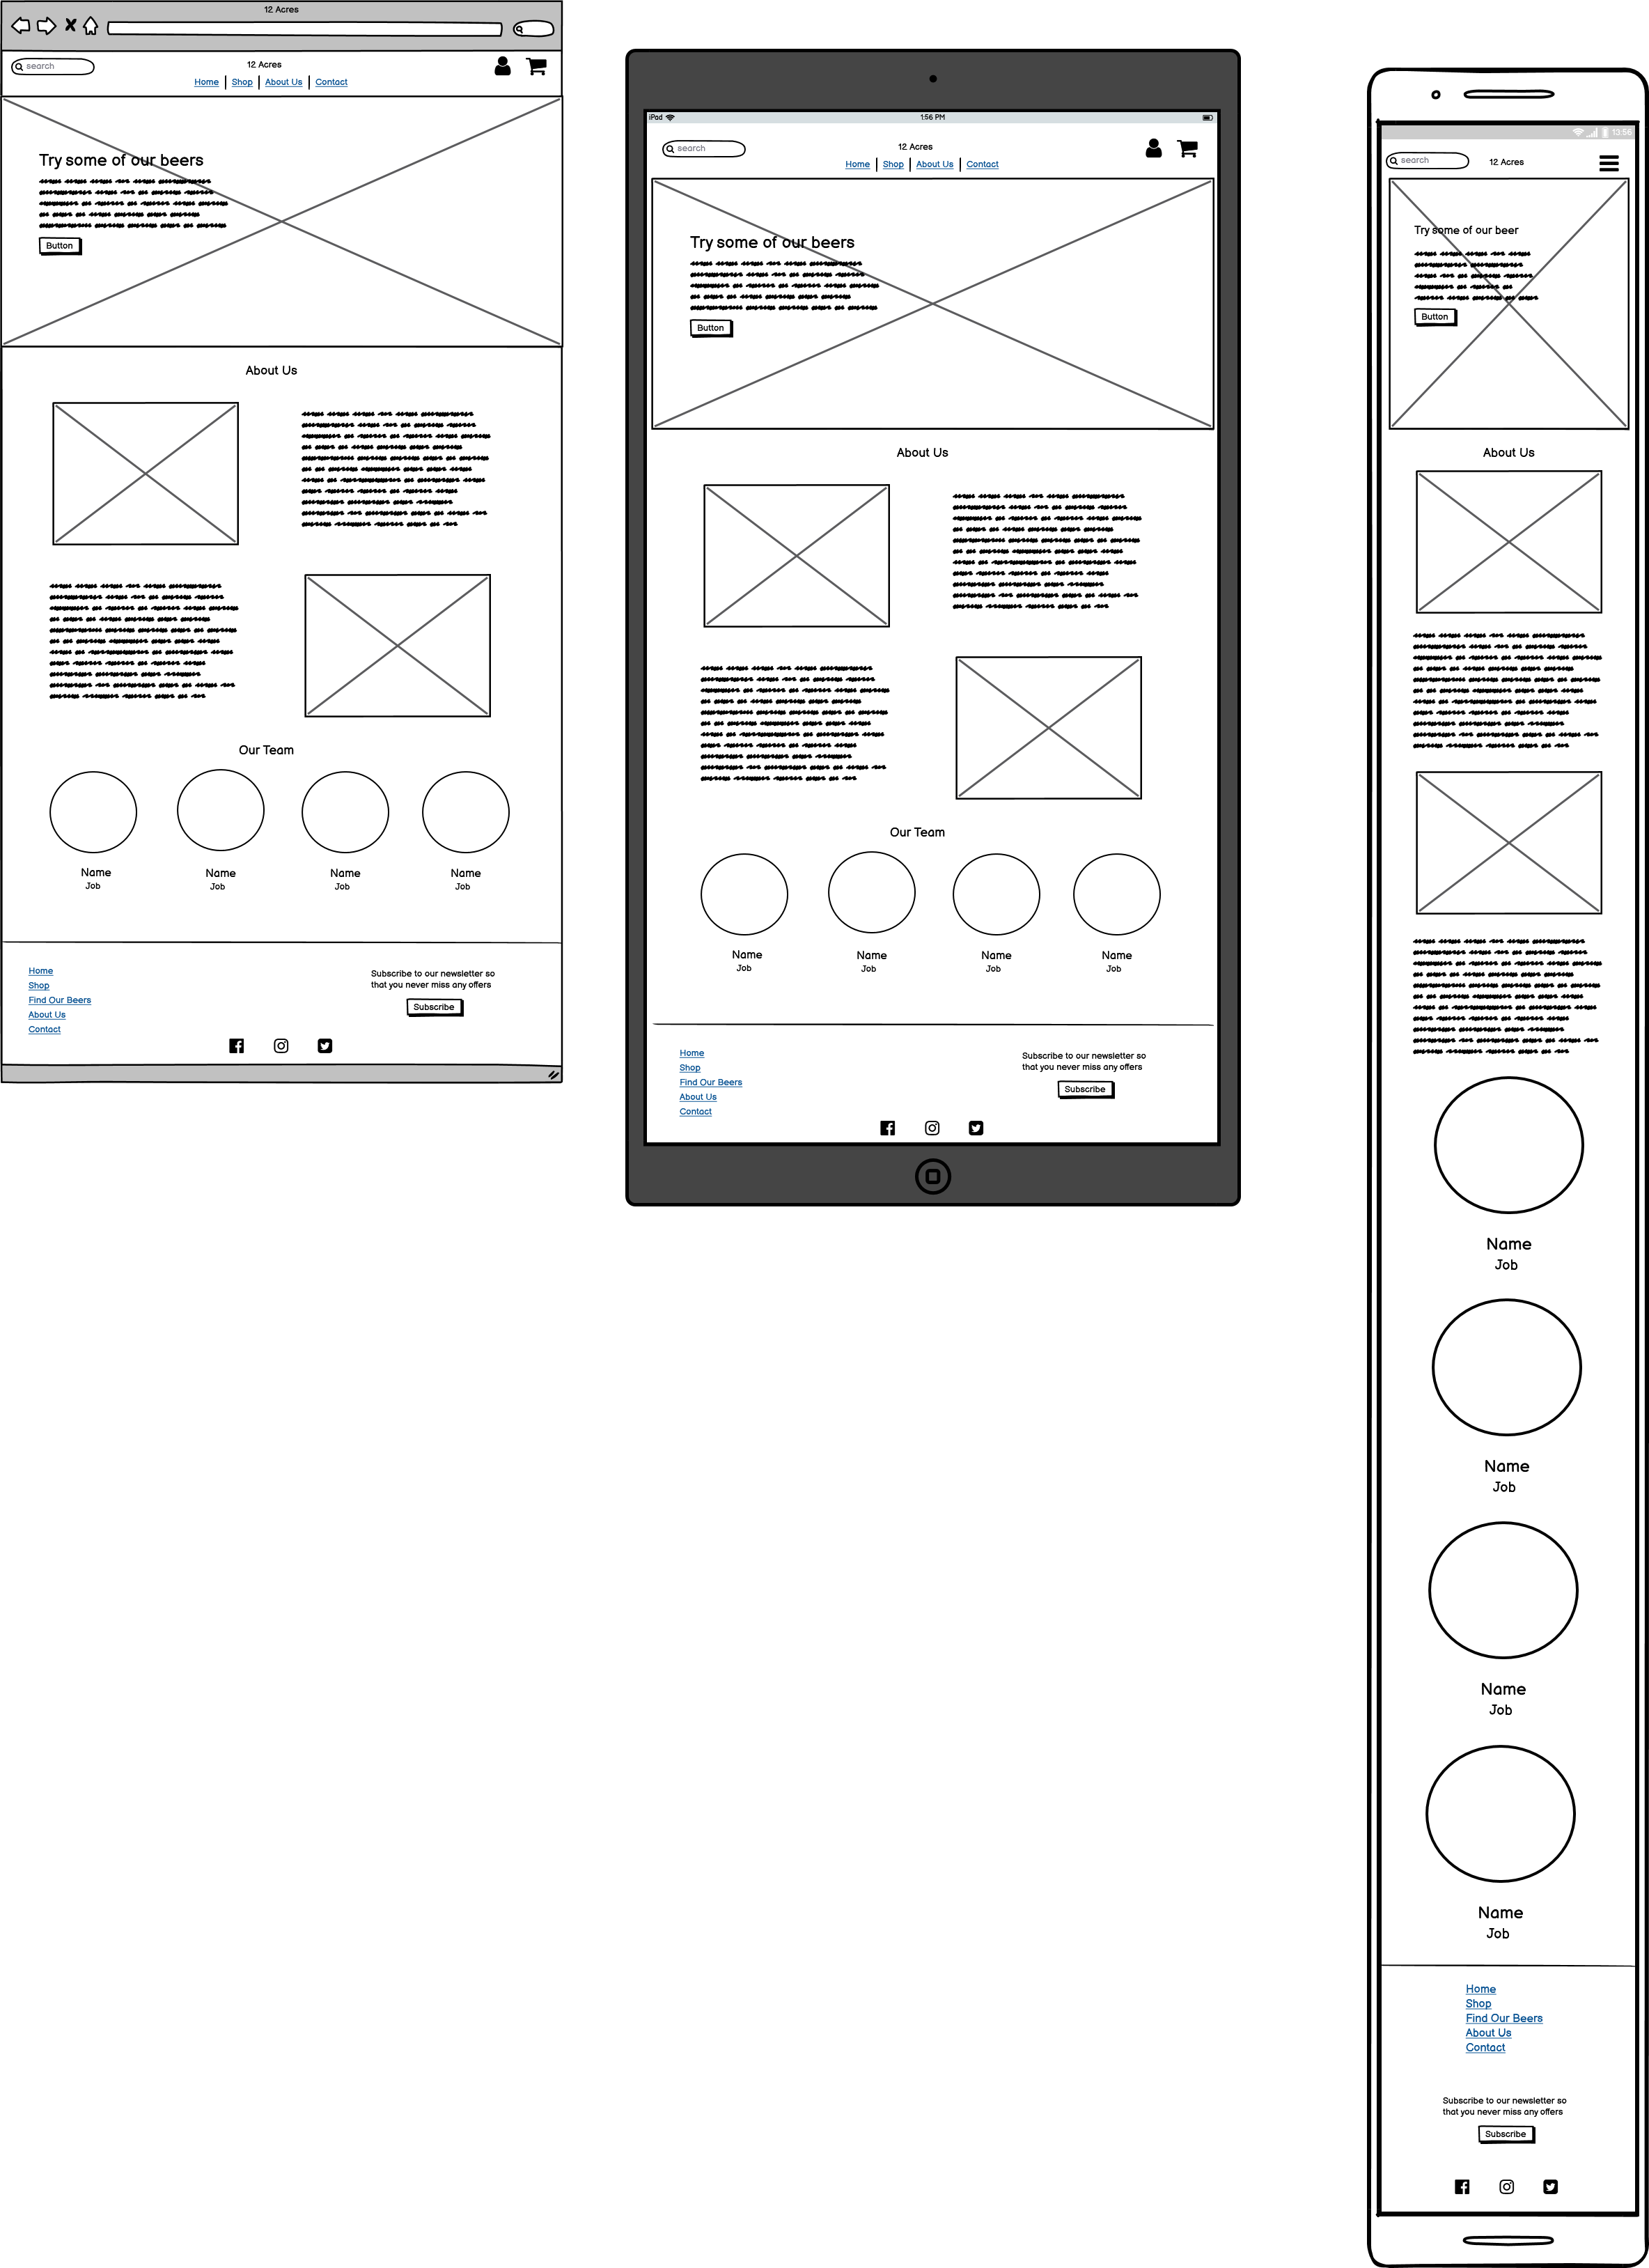 12 Acres
search
12 Acres
Home Shop About Us Contact
Try some of our beers
Button
About Us
Our Team
Name Name Name Name
Job Job Job Job
Home
Shop
Find Our Beers
About Us
Contact
Subscribe to our newsletter so
that you never miss any offers
Subscribe
iPad 1:56 PM
search
12 Acres
Home Shop About Us Contact
Try some of our beers
Button
About Us
Our Team
Name Name Name Name
Job Job Job Job
Home
Shop
Find Our Beers
About Us
Contact
Subscribe to our newsletter so
that you never miss any offers
Subscribe
13:56
search 12 Acres
Try some of our beer
Button
About Us
Name
Job
Name
Job
Name
Job
Name
Job
Home
Shop
Find Our Beers
About Us
Contact
Subscribe to our newsletter so
that you never miss any offers
Subscribe